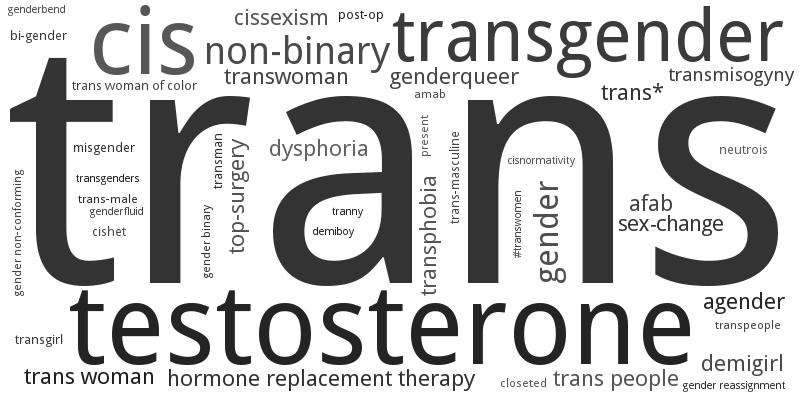 genderbend
cis
cissexism
post-op
transgender
bi-gender
non-binary
transwoman
genderqueer
transmisogyny
trans woman of color
amab
trans*
trans
misgender
transman
top-surgery
dysphoria
present
trans-masculine
cisnormativity
neutrois
transgenders
trans-male
genderfluid
cishet
gender non-conforming
gender binary
tranny
demiboy
transphobia
#transwomen
gender
afab
sex-change
testosterone
agender
transpeople
transgirl
demigirl
trans woman
hormone replacement therapy
closeted
trans people
gender reassignment